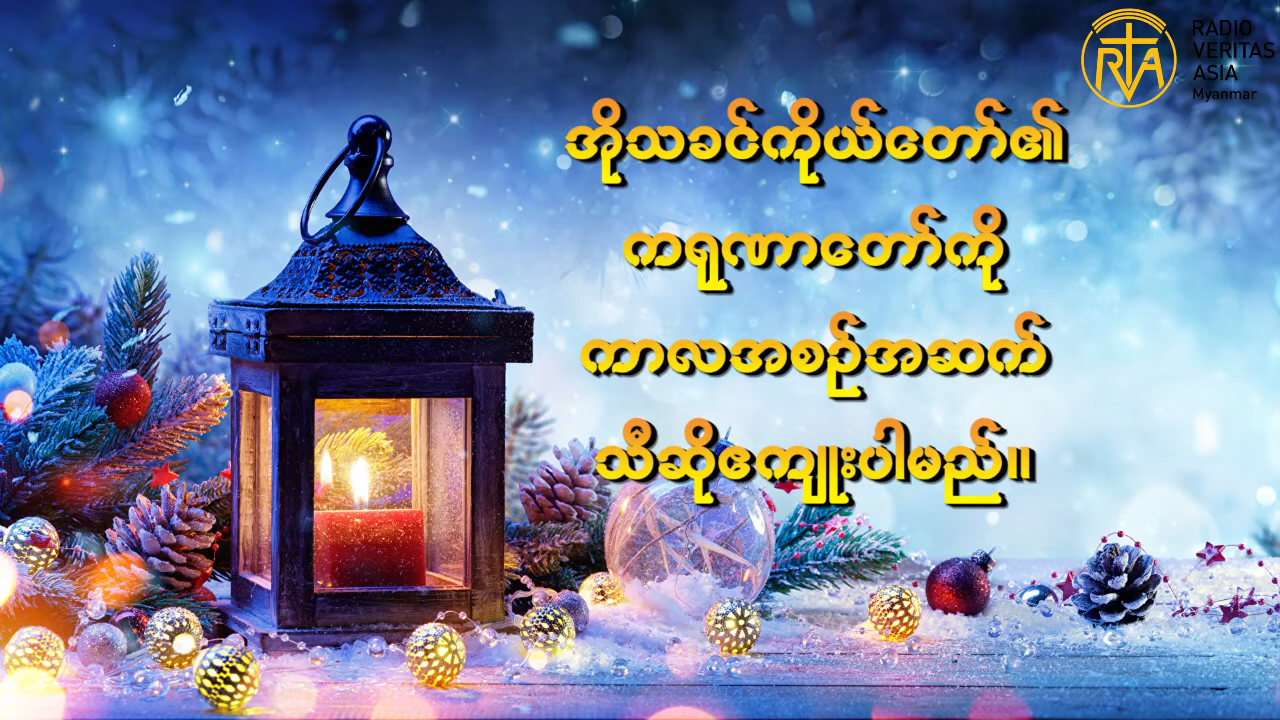 RTA
RADIO
VERITAS
ASIA
Myanmar
အိုသခင်ကိုယ်တော်၏
ကရုဏာတော်ကို
ကာလအစဉ်အဆက်
သီဆိုဧကျူးပါမည်။